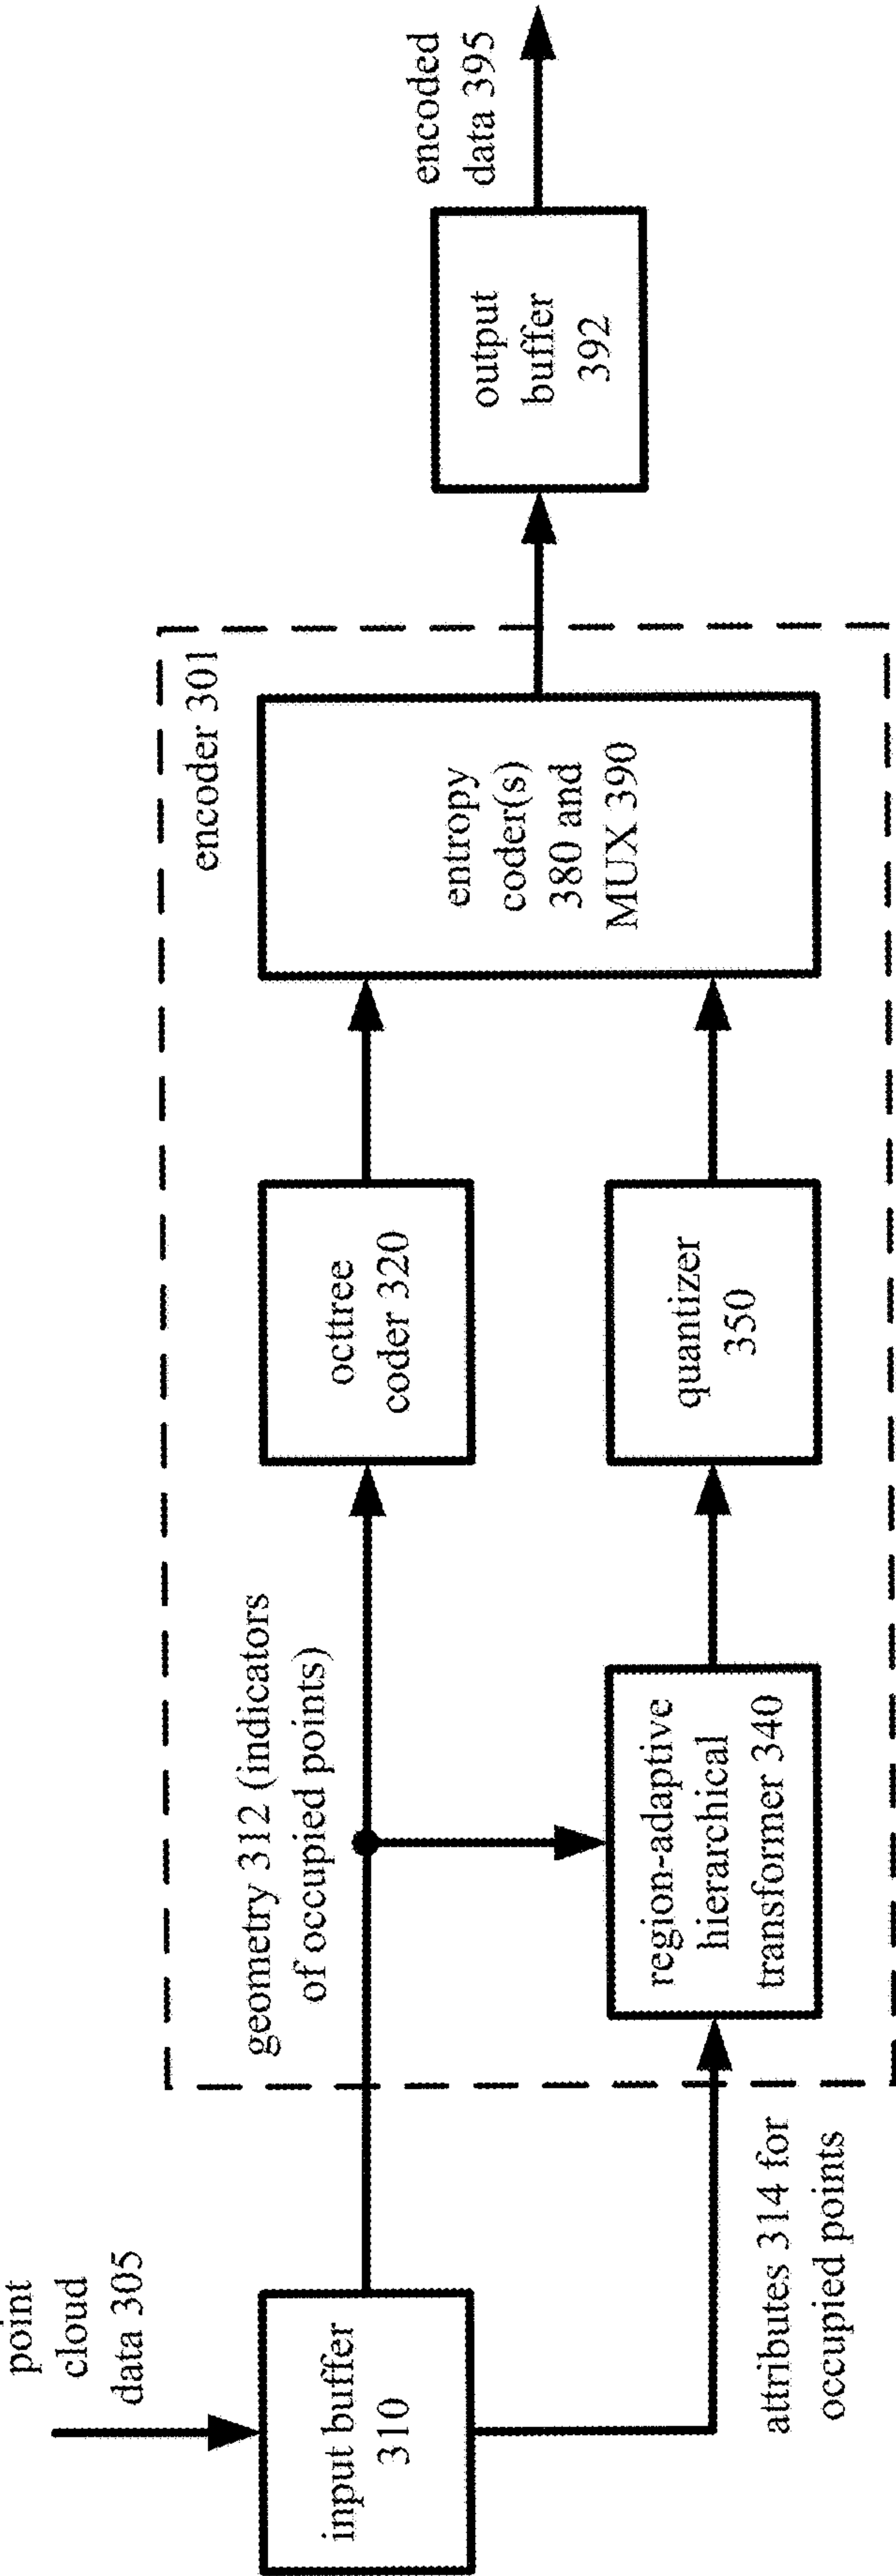 point
cloud
data 305
input buffer
310
geometry 312 (indicators
of occupied points)
attributes 314 for
occupied points
encoder 301
octtree
coder 320
region-adaptive
hierarchical
transformer 340
quantizer
350
entropy
coder(s)
380 and
MUX 390
output
buffer
392
encoded
data 395